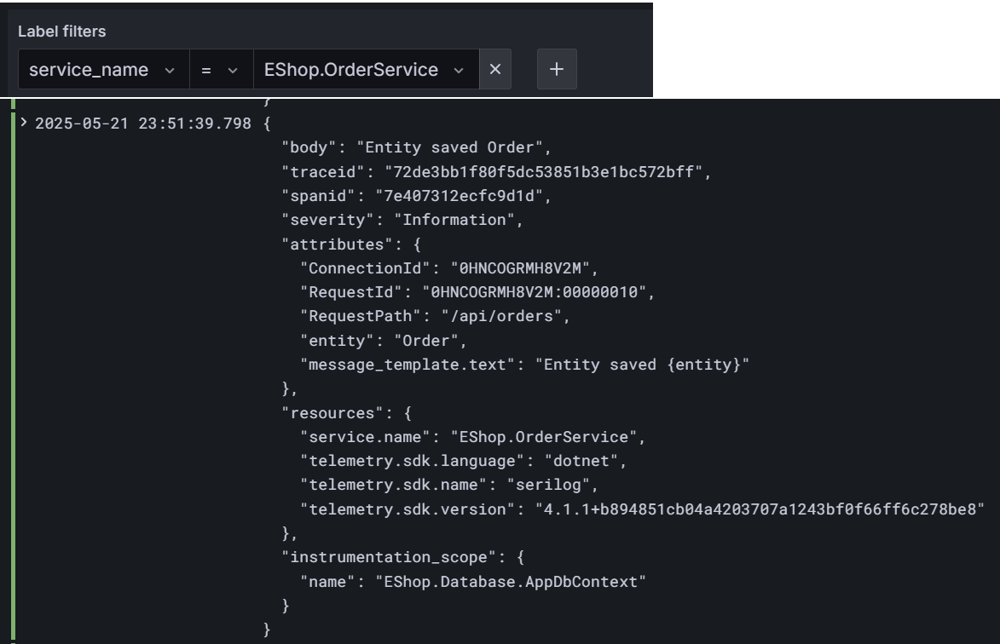 Label filters
service_name = EShop.OrderService × +
}
> 2025-05-21 23:51:39.798 {
"body": "Entity saved Order",
"traceid": "72de3bb1f80f5dc53851b3e1bc572bff",
"spanid": "7e407312ecfc9d1d",
"severity": "Information",
"attributes": {
"ConnectionId": "0HNCOGRMH8V2M",
"RequestId": "0HNCOGRMH8V2M:00000010",
"RequestPath": "/api/orders",
"entity": "Order",
"message_template.text": "Entity saved {entity}"
},
"resources": {
"service.name": "EShop.OrderService",
"telemetry.sdk.language": "dotnet",
"telemetry.sdk.name": "serilog",
"telemetry.sdk.version": "4.1.1+b894851cb04a4203707a1243bf0f66ff6c278be8"
},
"instrumentation_scope": {
"name": "EShop.Database.AppDbContext"
}
}